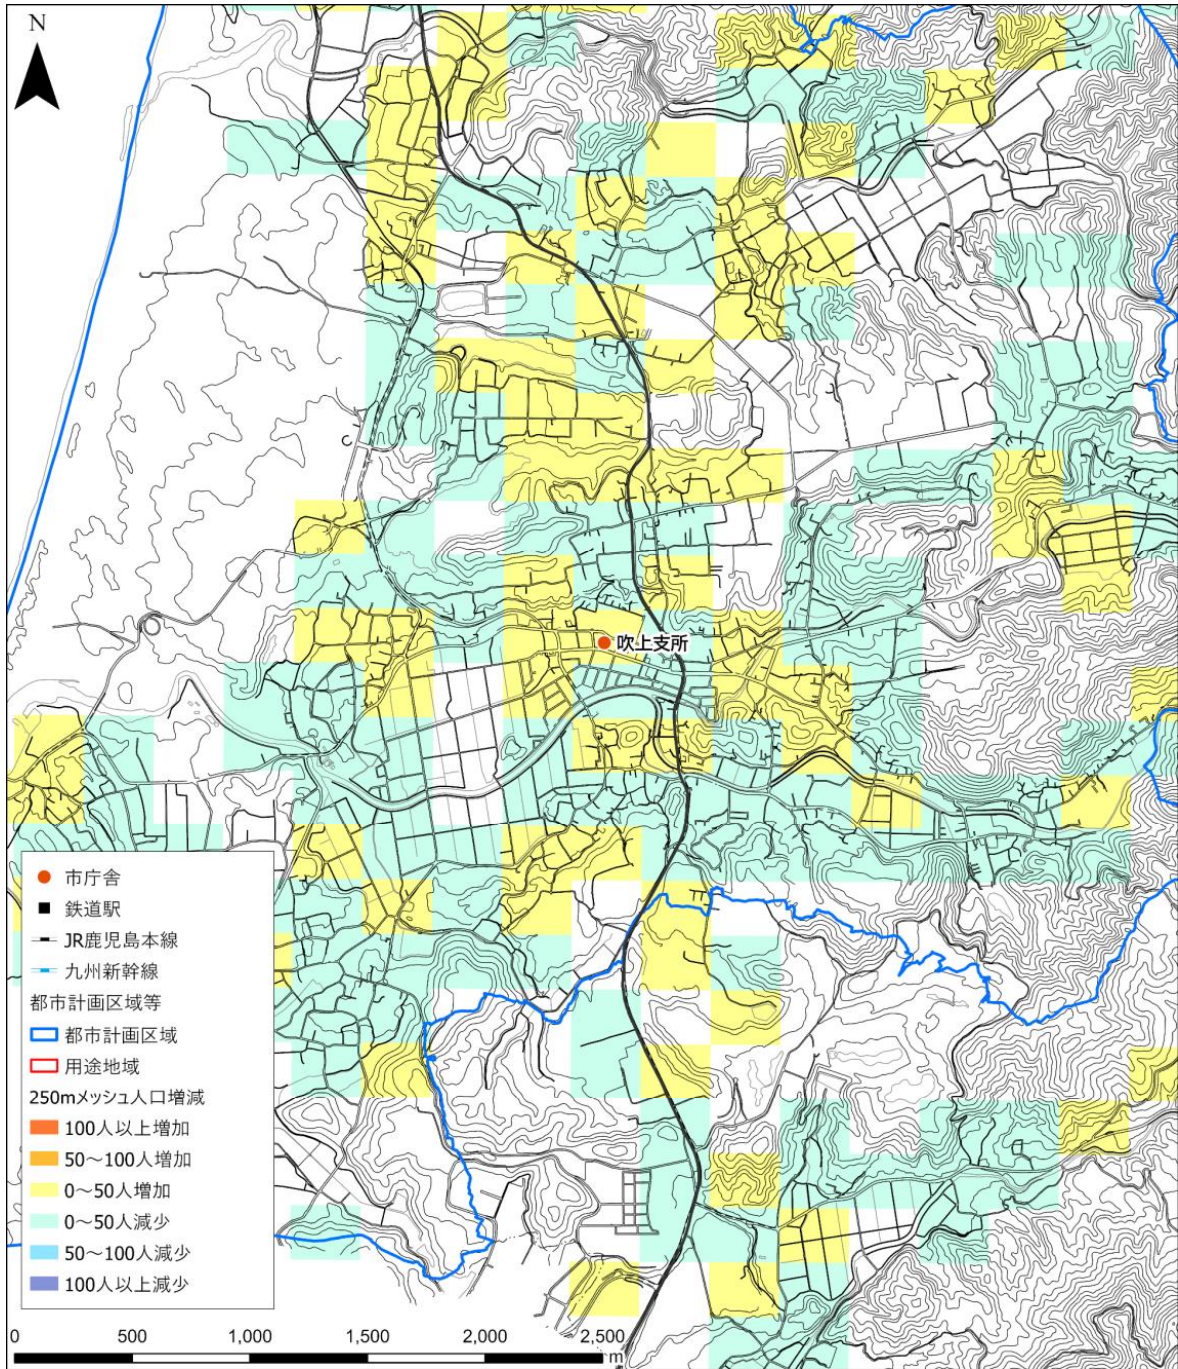 N
吹上支所
市庁舎
鉄道駅
JR鹿児島本線
九州新幹線
都市計画区域等
都市計画区域
用途地域
250mメッシュ人口増減
100人以上増加
50～100人増加
0～50人増加
0～50人減少
50～100人減少
100人以上減少
0 500 1,000 1,500 2,000 2,500
m